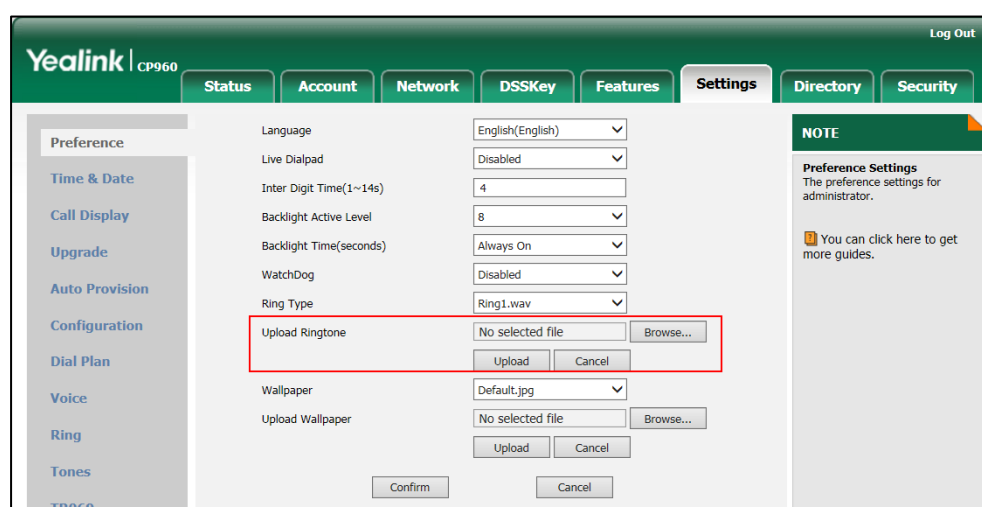 Log Out
Yealink | CP960
Status Account Network DSSKey Features Settings Directory Security
Preference
Time & Date
Call Display
Upgrade
Auto Provision
Configuration
Dial Plan
Voice
Ring
Tones
Language English(English)
Live Dialpad Disabled
Inter Digit Time(1~14s) 4
Backlight Active Level 8
Backlight Time(seconds) Always On
WatchDog Disabled
Ring Type Ring1.wav
Upload Ringtone No selected file Browse...
Upload Cancel
Wallpaper Default.jpg
Upload Wallpaper No selected file Browse...
Upload Cancel
Confirm Cancel
NOTE
Preference Settings
The preference settings for
administrator.
You can click here to get
more guides.